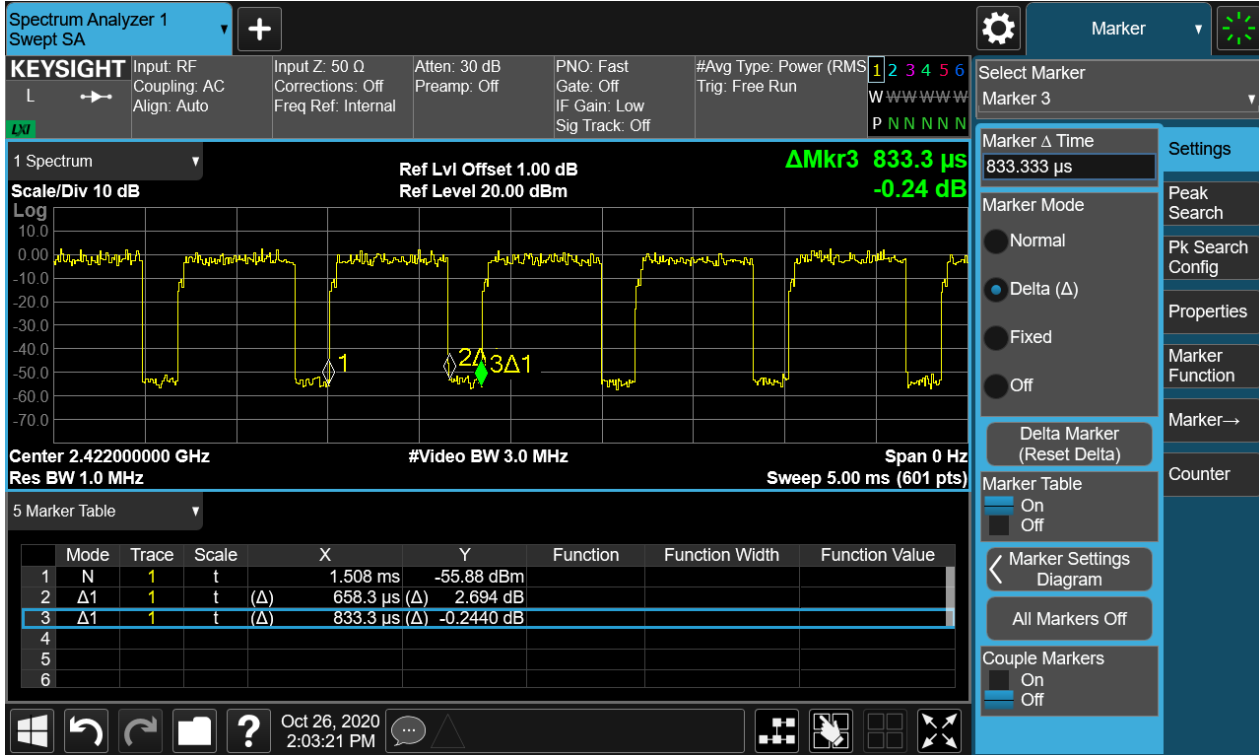 Spectrum Analyzer 1
Swept SA
+
Marker
KEYSIGHT
L
LXI
Input: RF
Coupling: AC
Align: Auto
Input Z: 50 Ω
Corrections: Off
Freq Ref: Internal
Atten: 30 dB
Preamp: Off
PNO: Fast
Gate: Off
IF Gain: Low
Sig Track: Off
#Avg Type: Power (RMS
Trig: Free Run
1 2 3 4 5 6
W W W W W W
P N N N N N
Select Marker
Marker 3
1 Spectrum
Scale/Div 10 dB
Ref Lvl Offset 1.00 dB
Ref Level 20.00 dBm
ΔMkr3 833.3 µs
-0.24 dB
Log
10.0
0.00
-10.0
-20.0
-30.0
-40.0
-50.0
-60.0
-70.0
1
2Δ
3Δ1
Center 2.422000000 GHz
#Video BW 3.0 MHz
Span 0 Hz
Res BW 1.0 MHz
Sweep 5.00 ms (601 pts)
5 Marker Table
Mode Trace Scale X Y Function Function Width Function Value
1 N 1 t 1.508 ms -55.88 dBm
2 Δ1 1 t (Δ) 658.3 µs (Δ) 2.694 dB
3 Δ1 1 t (Δ) 833.3 µs (Δ) -0.2440 dB
4
5
6
Marker Δ Time
833.333 µs
Marker Mode
Normal
Delta (Δ)
Fixed
Off
Delta Marker
(Reset Delta)
Marker Table
On
Off
Marker Settings
Diagram
All Markers Off
Couple Markers
On
Off
Settings
Peak
Search
Pk Search
Config
Properties
Marker
Function
Marker→
Counter
?
Oct 26, 2020
2:03:21 PM